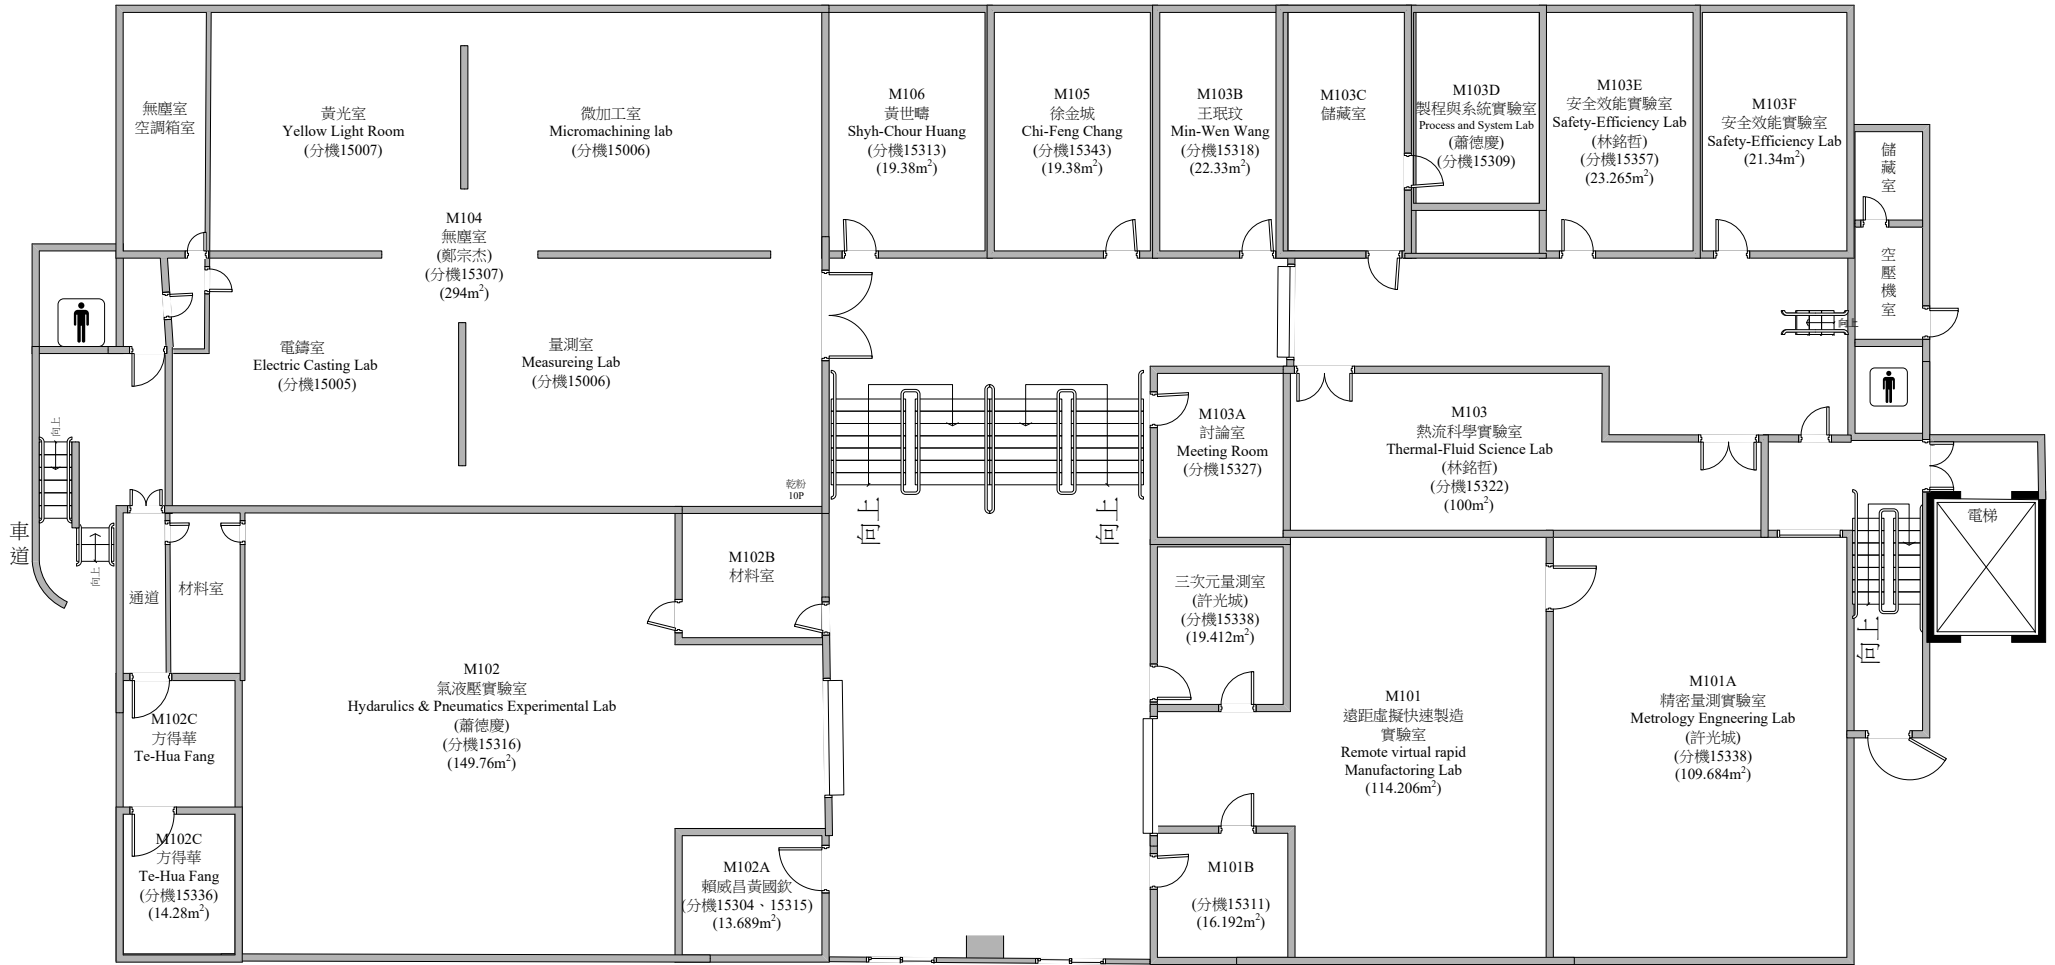 無塵室
空調箱室
黃光室
Yellow Light Room
(分機15007)
微加工室
Micromachining lab
(分機15006)
M104
無塵室
(鄭宗杰)
(分機15307)
(294m²)
電鑄室
Electric Casting Lab
(分機15005)
量測室
Measureing Lab
(分機15006)
乾粉
10P
M106
黃世疇
Shyh-Chour Huang
(分機15313)
(19.38m²)
M105
徐金城
Chi-Feng Chang
(分機15343)
(19.38m²)
M103B
王珉玟
Min-Wen Wang
(分機15318)
(22.33m²)
M103C
儲藏室
M103D
製程與系統實驗室
Process and System Lab
(蕭德慶)
(分機15309)
M103E
安全效能實驗室
Safety-Efficiency Lab
(林銘哲)
(分機15357)
(23.265m²)
M103F
安全效能實驗室
Safety-Efficiency Lab
(21.34m²)
儲藏室
空壓機室
向上
M103A
討論室
Meeting Room
(分機15327)
M103
熱流科學實驗室
Thermal-Fluid Science Lab
(林銘哲)
(分機15322)
(100m²)
向上
向上
向上
向上
車道
通道
材料室
M102B
材料室
三次元量測室
(許光城)
(分機15338)
(19.412m²)
電梯
向上
M102
氣液壓實驗室
Hydarulics & Pneumatics Experimental Lab
(蕭德慶)
(分機15316)
(149.76m²)
M102C
方得華
Te-Hua Fang
M102C
方得華
Te-Hua Fang
(分機15336)
(14.28m²)
M102A
賴威昌黃國欽
(分機15304、15315)
(13.689m²)
M101
遠距虛擬快速製造
實驗室
Remote virtual rapid
Manufactoring Lab
(114.206m²)
M101A
精密量測實驗室
Metrology Engneering Lab
(許光城)
(分機15338)
(109.684m²)
M101B
(分機15311)
(16.192m²)